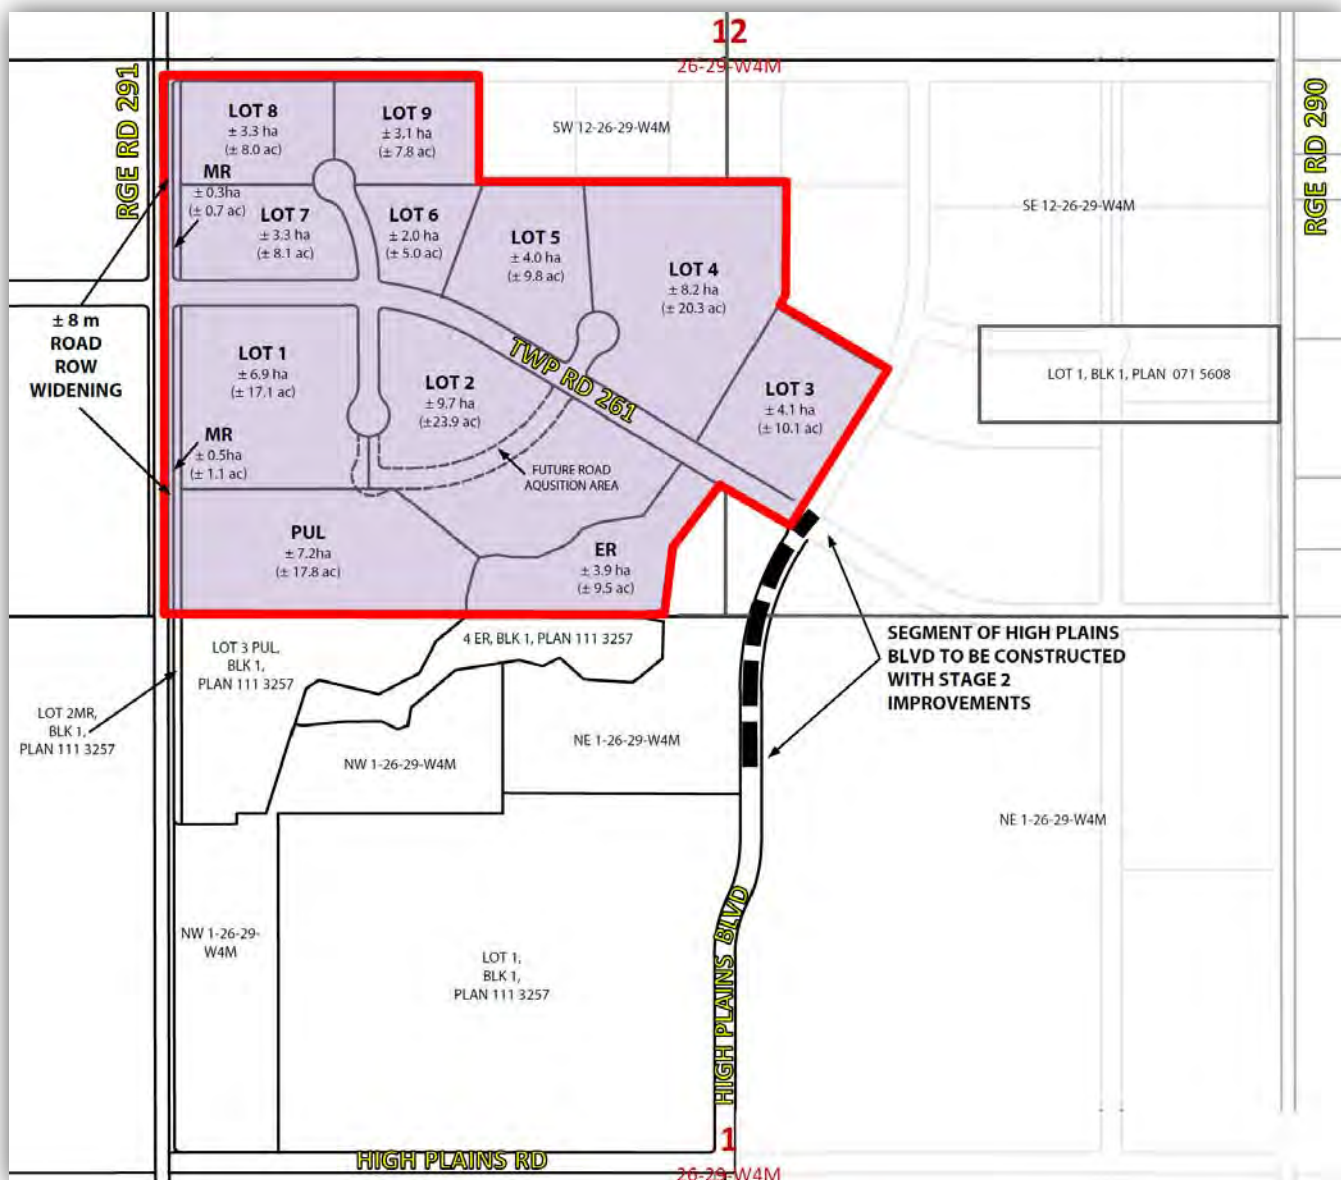 12
26-29-W4M
RGE RD 291
RGE RD 290
LOT 8
± 3.3 ha
(± 8.0 ac)
LOT 9
± 3.1 ha
(± 7.8 ac)
SW 12-26-29-W4M
MR
± 0.3ha
(± 0.7 ac)
LOT 7
± 3.3 ha
(± 8.1 ac)
LOT 6
± 2.0 ha
(± 5.0 ac)
LOT 5
± 4.0 ha
(± 9.8 ac)
LOT 4
± 8.2 ha
(± 20.3 ac)
SE 12-26-29-W4M
± 8 m
ROAD
ROW
WIDENING
LOT 1
± 6.9 ha
(± 17.1 ac)
LOT 2
± 9.7 ha
(±23.9 ac)
TWP RD 261
LOT 3
± 4.1 ha
(± 10.1 ac)
LOT 1, BLK 1, PLAN 071 5608
MR
± 0.5ha
(± 1.1 ac)
FUTURE ROAD
AQUSITION AREA
PUL
± 7.2ha
(± 17.8 ac)
ER
± 3.9 ha
(± 9.5 ac)
LOT 3 PUL,
BLK 1,
PLAN 111 3257
4 ER, BLK 1, PLAN 111 3257
SEGMENT OF HIGH PLAINS
BLVD TO BE CONSTRUCTED
WITH STAGE 2
IMPROVEMENTS
LOT 2MR,
BLK 1,
PLAN 111 3257
NW 1-26-29-W4M
NE 1-26-29-W4M
NE 1-26-29-W4M
NW 1-26-29-
W4M
LOT 1,
BLK 1,
PLAN 111 3257
HIGH PLAINS BLVD
HIGH PLAINS RD
1
26-29-W4M